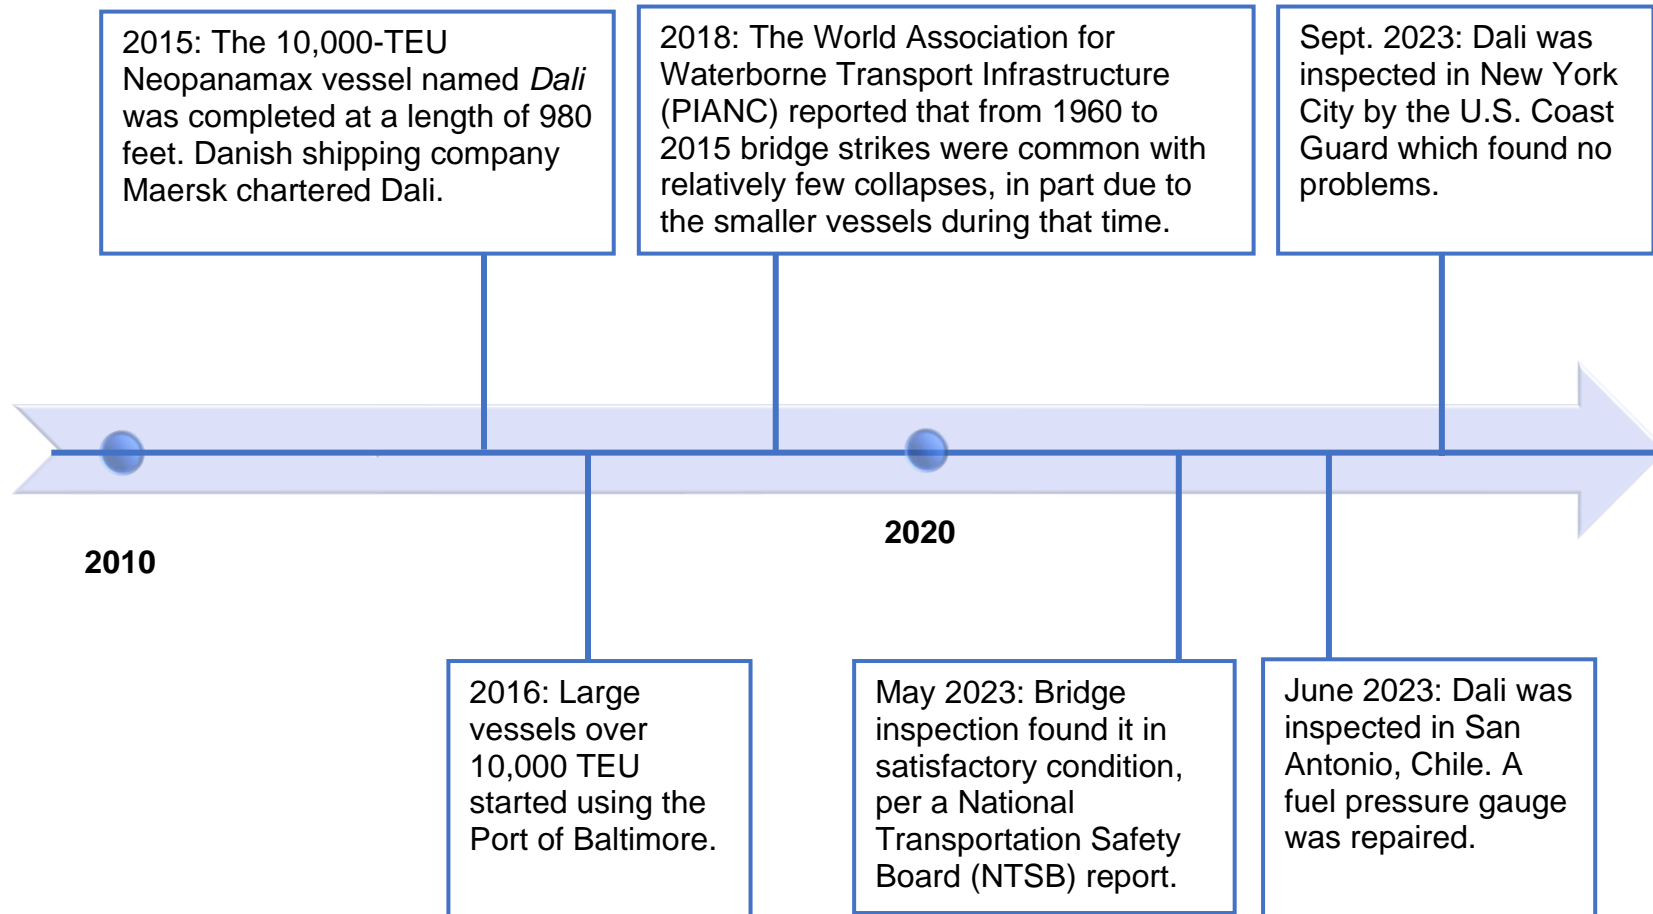 2015: The 10,000-TEU
Neopanamax vessel named Dali
was completed at a length of 980
feet. Danish shipping company
Maersk chartered Dali.
2018: The World Association for
Waterborne Transport Infrastructure
(PIANC) reported that from 1960 to
2015 bridge strikes were common with
relatively few collapses, in part due to
the smaller vessels during that time.
Sept. 2023: Dali was
inspected in New York
City by the U.S. Coast
Guard which found no
problems.
2010
2020
2016: Large
vessels over
10,000 TEU
started using the
Port of Baltimore.
May 2023: Bridge
inspection found it in
satisfactory condition,
per a National
Transportation Safety
Board (NTSB) report.
June 2023: Dali was
inspected in San
Antonio, Chile. A
fuel pressure gauge
was repaired.